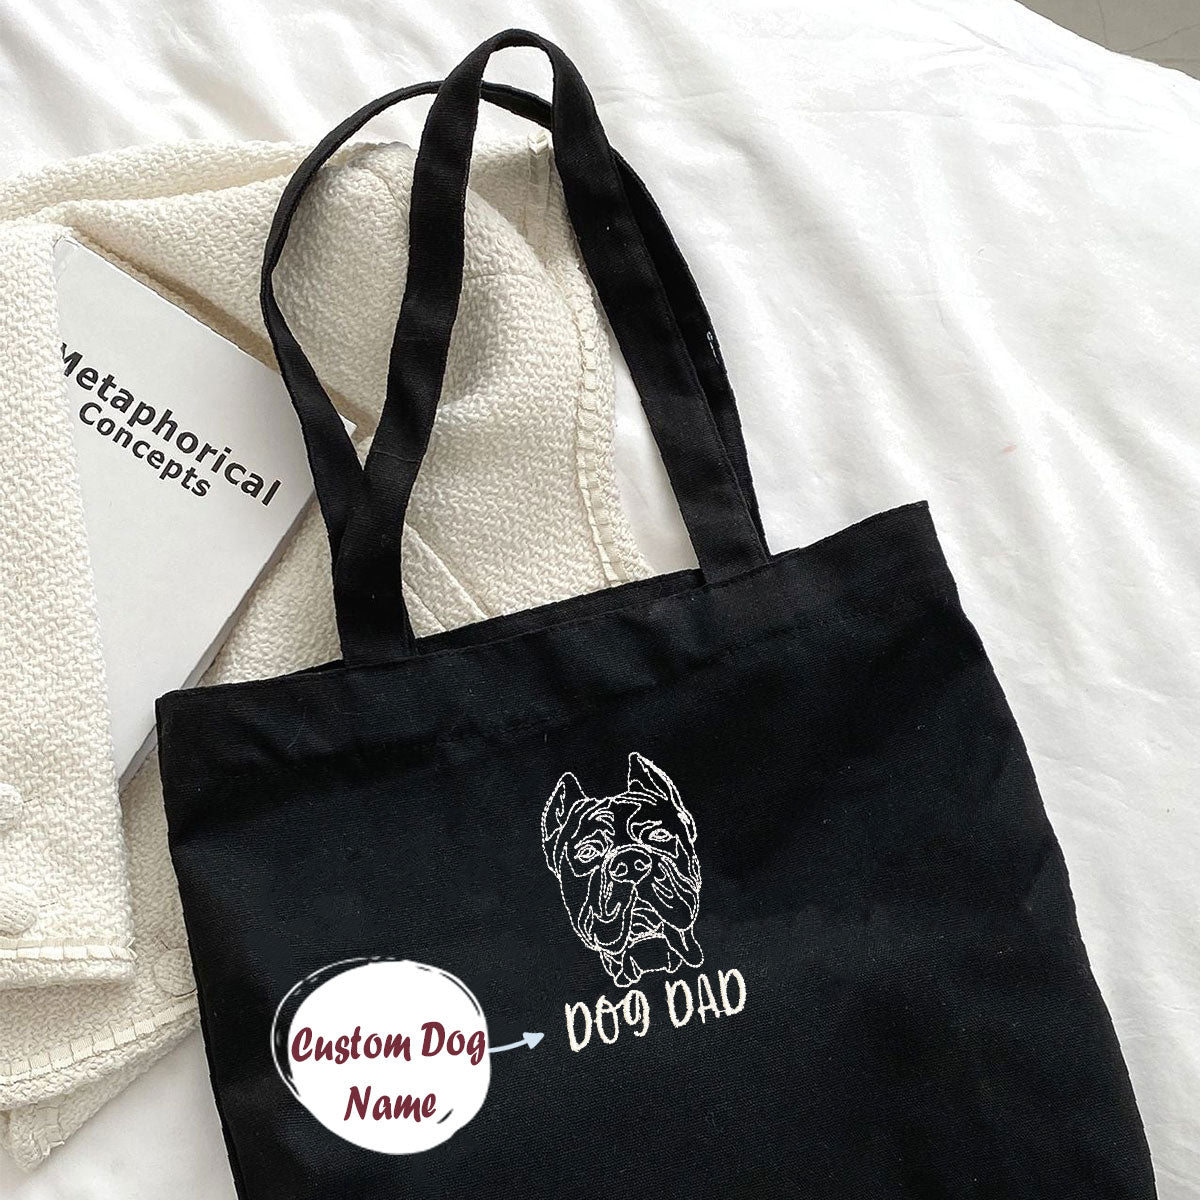 Metaphorical
Concepts
DOG DAD
Custom Dog
Name